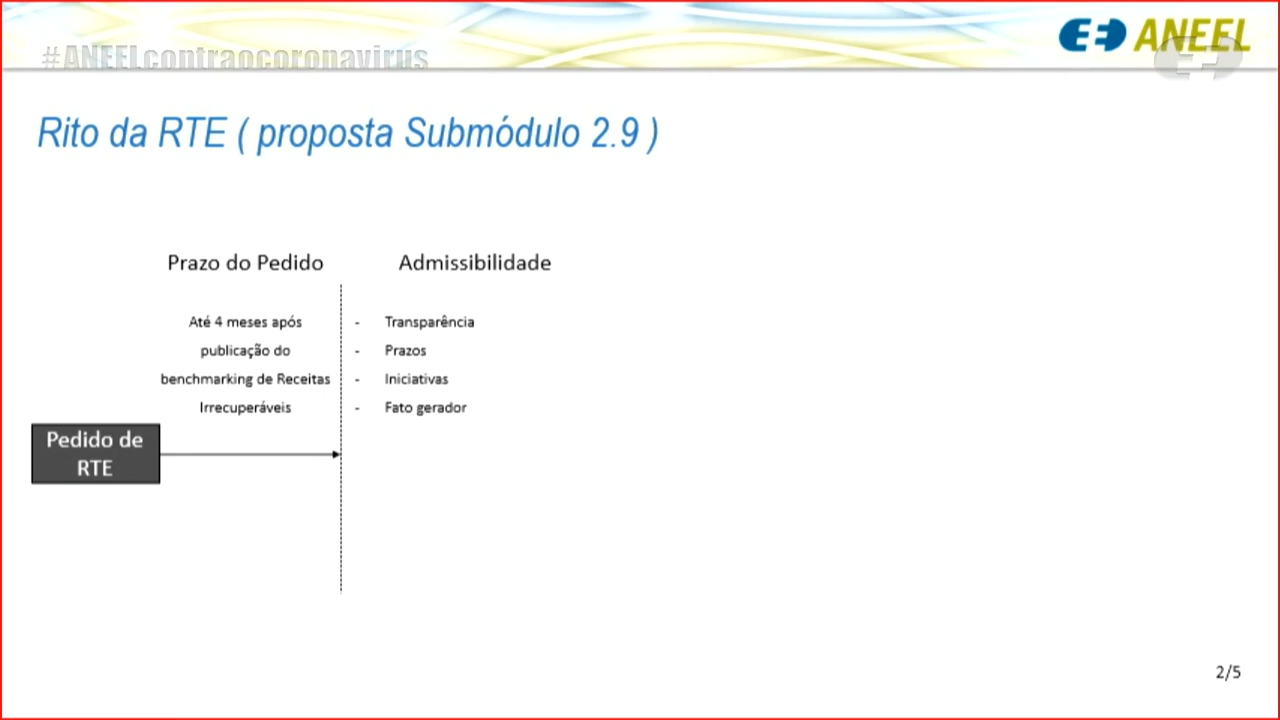 #ANEELcontraocoronavirus
ANEEL
Rito da RTE ( proposta Submódulo 2.9 )
Prazo do Pedido
Até 4 meses após
publicação do
benchmarking de Receitas
Irrecuperáveis
Admissibilidade
- Transparência
- Prazos
- Iniciativas
- Fato gerador
Pedido de
RTE
2/5